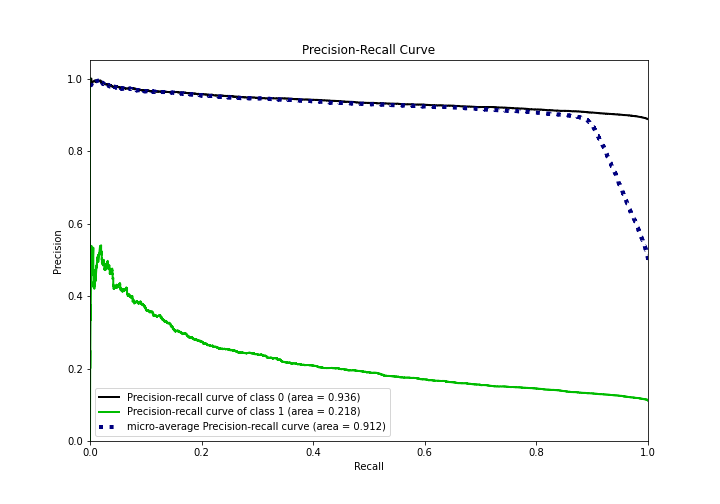 Precision-Recall Curve
1.0
0.8
0.6
0.4
0.2
0.0
Precision
Precision-recall curve of class 0 (area = 0.936)
Precision-recall curve of class 1 (area = 0.218)
micro-average Precision-recall curve (area = 0.912)
0.0 0.2 0.4 0.6 0.8 1.0
Recall